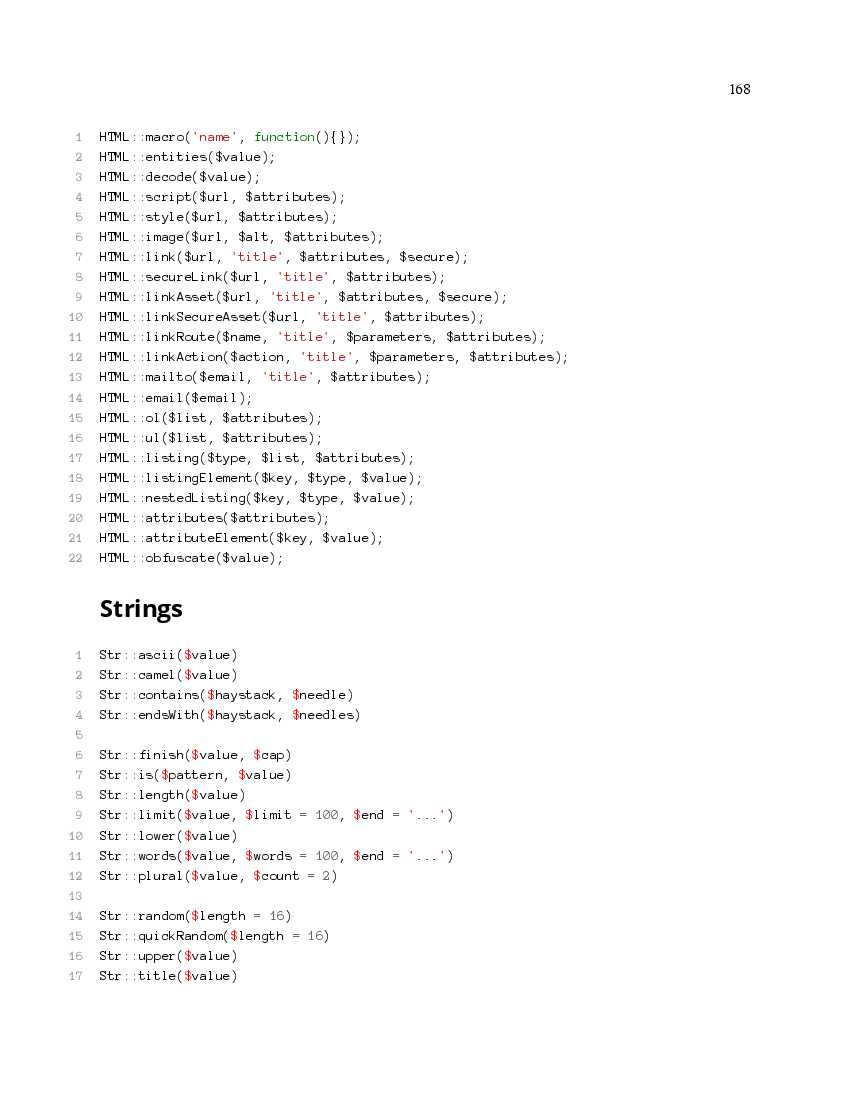 168
1 HTML::macro('name', function(){});
2 HTML::entities($value);
3 HTML::decode($value);
4 HTML::script($url, $attributes);
5 HTML::style($url, $attributes);
6 HTML::image($url, $alt, $attributes);
7 HTML::link($url, 'title', $attributes, $secure);
8 HTML::secureLink($url, 'title', $attributes);
9 HTML::linkAsset($url, 'title', $attributes, $secure);
10 HTML::linkSecureAsset($url, 'title', $attributes);
11 HTML::linkRoute($name, 'title', $parameters, $attributes);
12 HTML::linkAction($action, 'title', $parameters, $attributes);
13 HTML::mailto($email, 'title', $attributes);
14 HTML::email($email);
15 HTML::ol($list, $attributes);
16 HTML::ul($list, $attributes);
17 HTML::listing($type, $list, $attributes);
18 HTML::listingElement($key, $type, $value);
19 HTML::nestedListing($key, $type, $value);
20 HTML::attributes($attributes);
21 HTML::attributeElement($key, $value);
22 HTML::obfuscate($value);
Strings
1 Str::ascii($value)
2 Str::camel($value)
3 Str::contains($haystack, $needle)
4 Str::endsWith($haystack, $needles)
5
6 Str::finish($value, $cap)
7 Str::is($pattern, $value)
8 Str::length($value)
9 Str::limit($value, $limit = 100, $end = '...')
10 Str::lower($value)
11 Str::words($value, $words = 100, $end = '...')
12 Str::plural($value, $count = 2)
13
14 Str::random($length = 16)
15 Str::quickRandom($length = 16)
16 Str::upper($value)
17 Str::title($value)